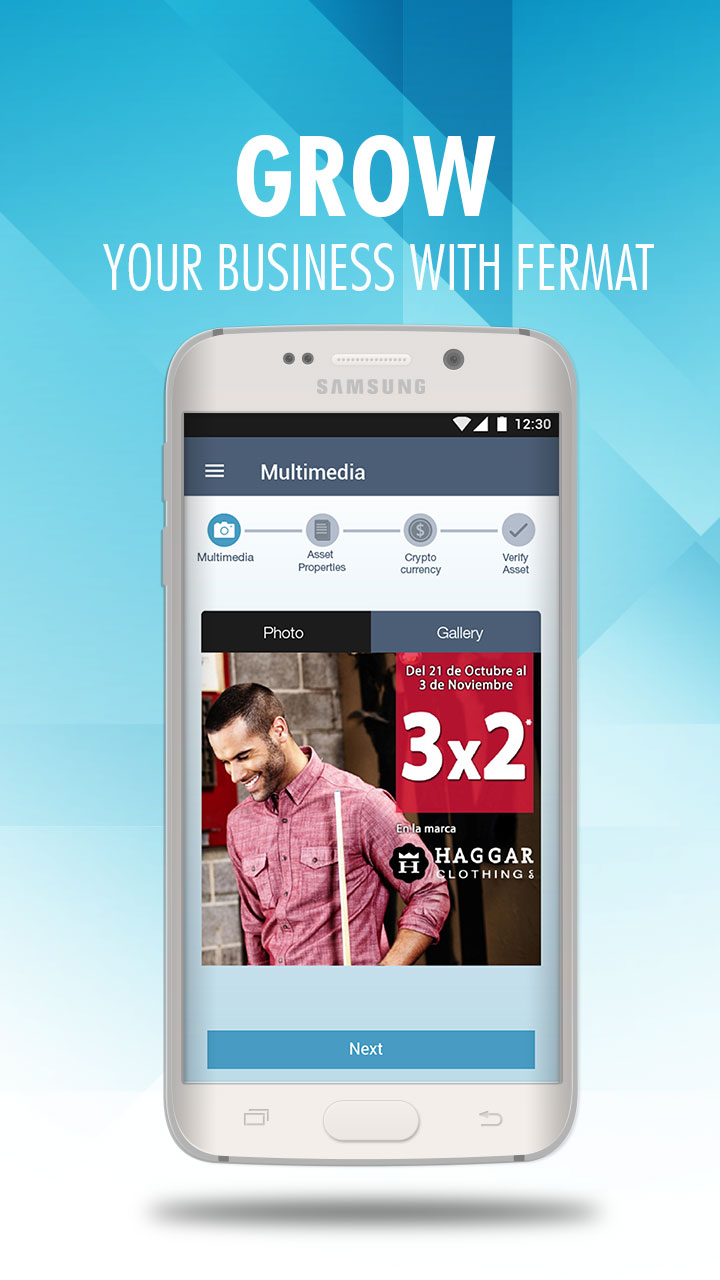 GROW
YOUR BUSINESS WITH FERMAT
SAMSUNG
12:30
Multimedia
Multimedia
Asset
Properties
Crypto
currency
Verify
Asset
Photo
Gallery
Del 21 de Octubre al
3 de Noviembre
3x2*
En la marca
H
HAGGAR
CLOTHING
Next